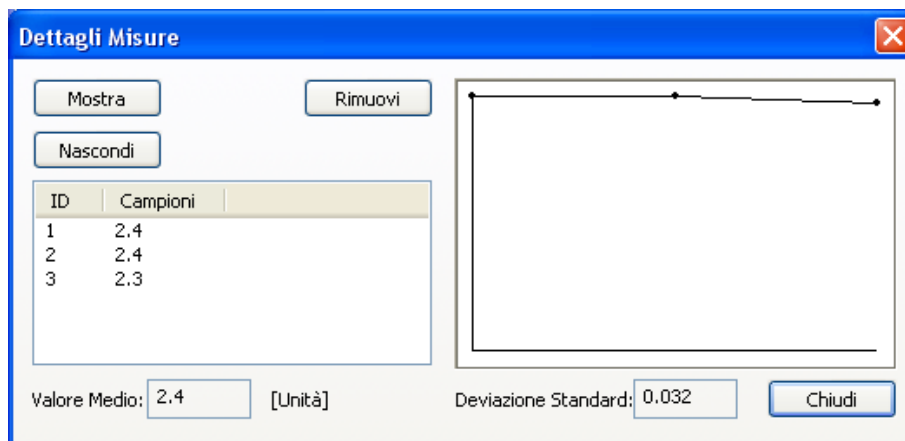 Dettagli Misure
Mostra Rimuovi
Nascondi
ID Campioni
1 2.4
2 2.4
3 2.3
Valore Medio: 2.4 [Unità] Deviazione Standard: 0.032 Chiudi